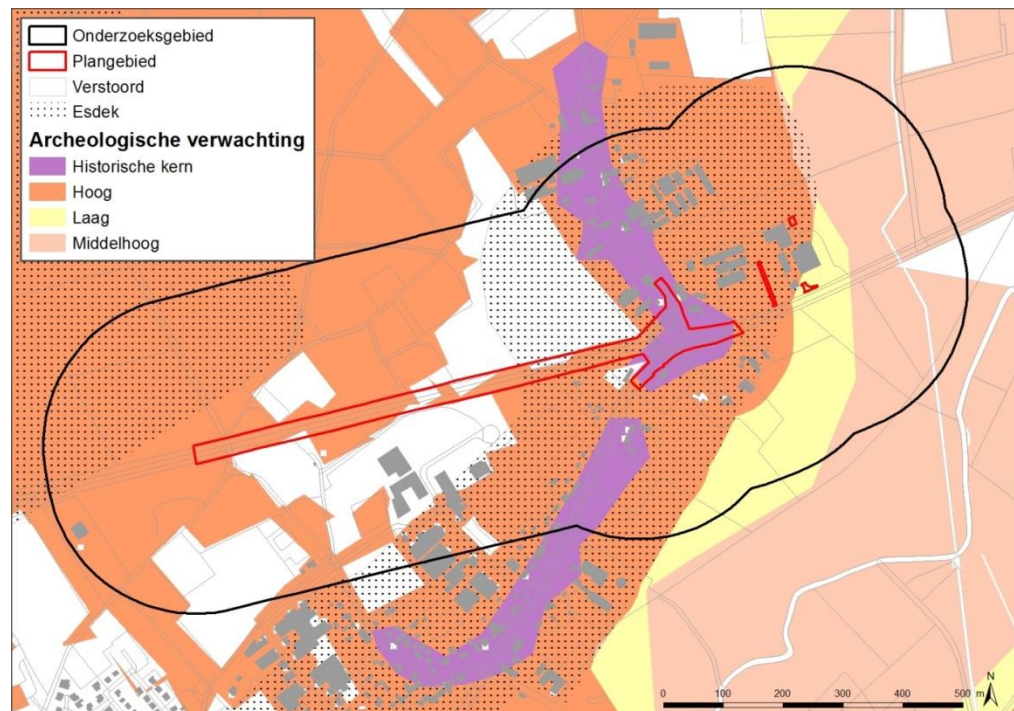 Onderzoeksgebied
Plangebied
Verstoord
Esdek
Archeologische verwachting
Historische kern
Hoog
Laag
Middelhoog
N
0 100 200 300 400 500 m